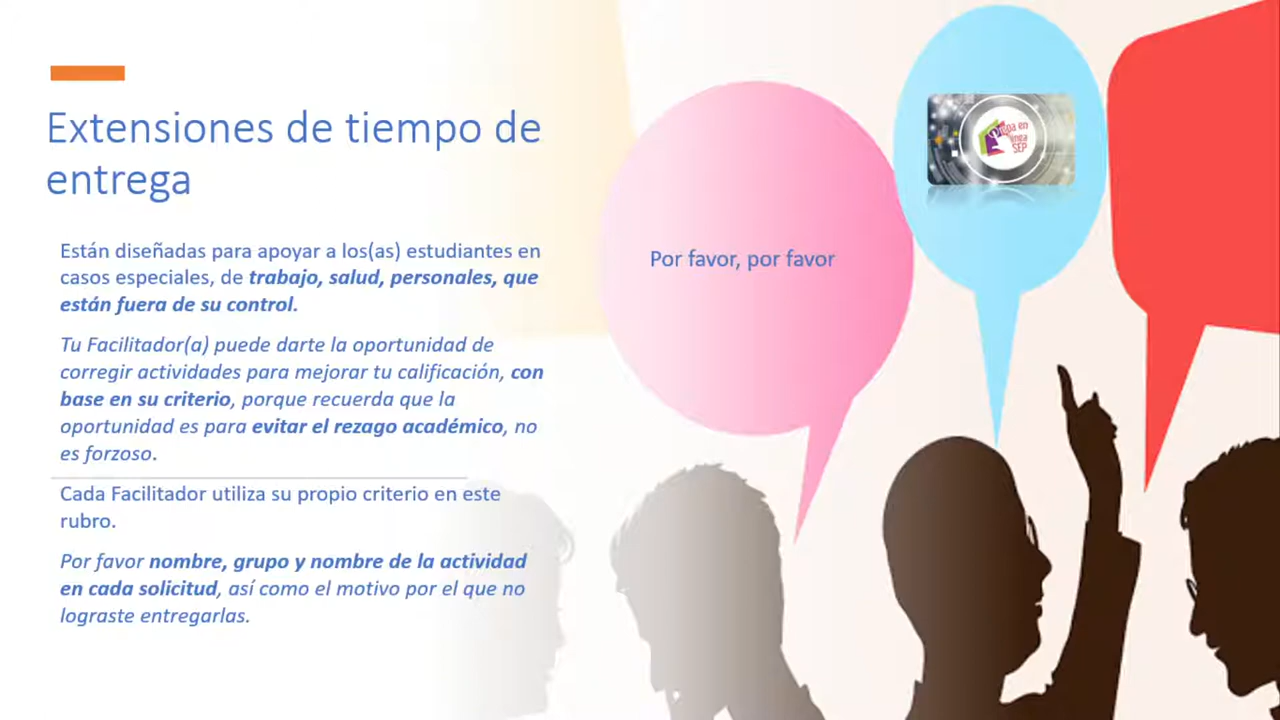 Extensiones de tiempo de
entrega
Están diseñadas para apoyar a los(as) estudiantes en
casos especiales, de trabajo, salud, personales, que
están fuera de su control.
Tu Facilitador(a) puede darte la oportunidad de
corregir actividades para mejorar tu calificación, con
base en su criterio, porque recuerda que la
oportunidad es para evitar el rezago académico, no
es forzoso.
Cada Facilitador utiliza su propio criterio en este
rubro.
Por favor nombre, grupo y nombre de la actividad
en cada solicitud, así como el motivo por el que no
lograste entregarlas.
Por favor, por favor
Prepa en
línea
SEP